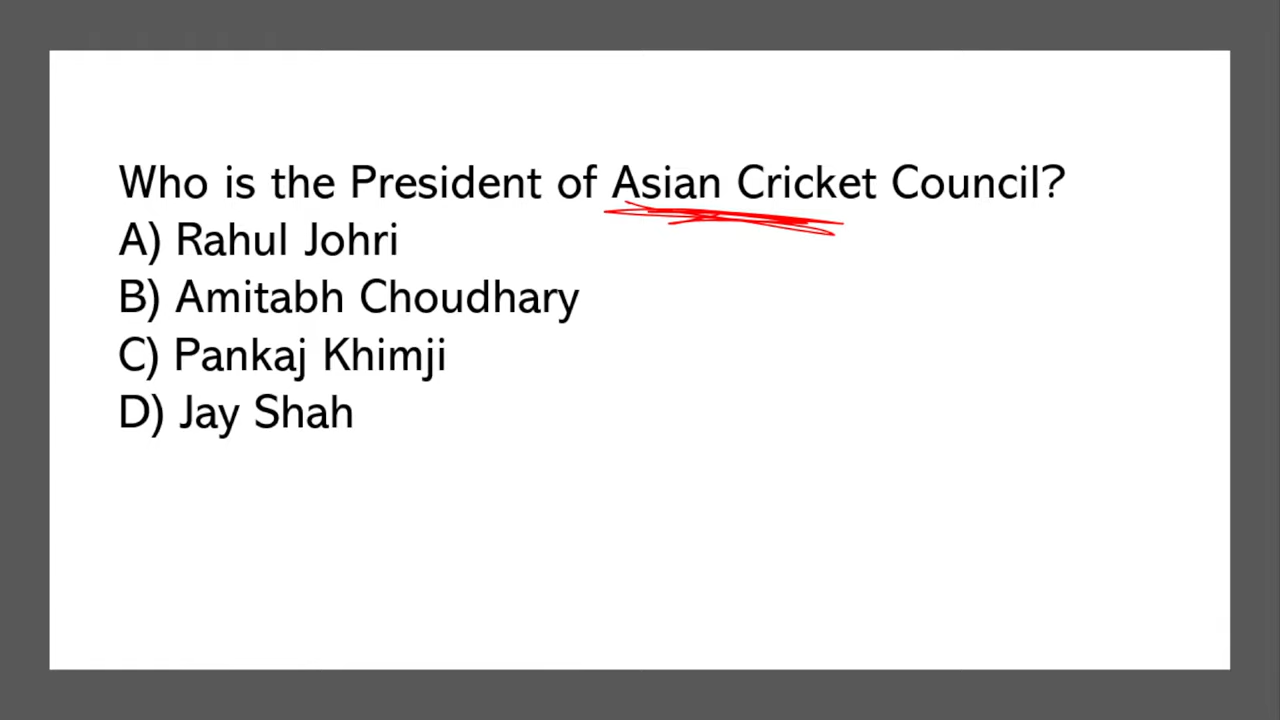 Who is the President of Asian Cricket Council?
A) Rahul Johri
B) Amitabh Choudhary
C) Pankaj Khimji
D) Jay Shah